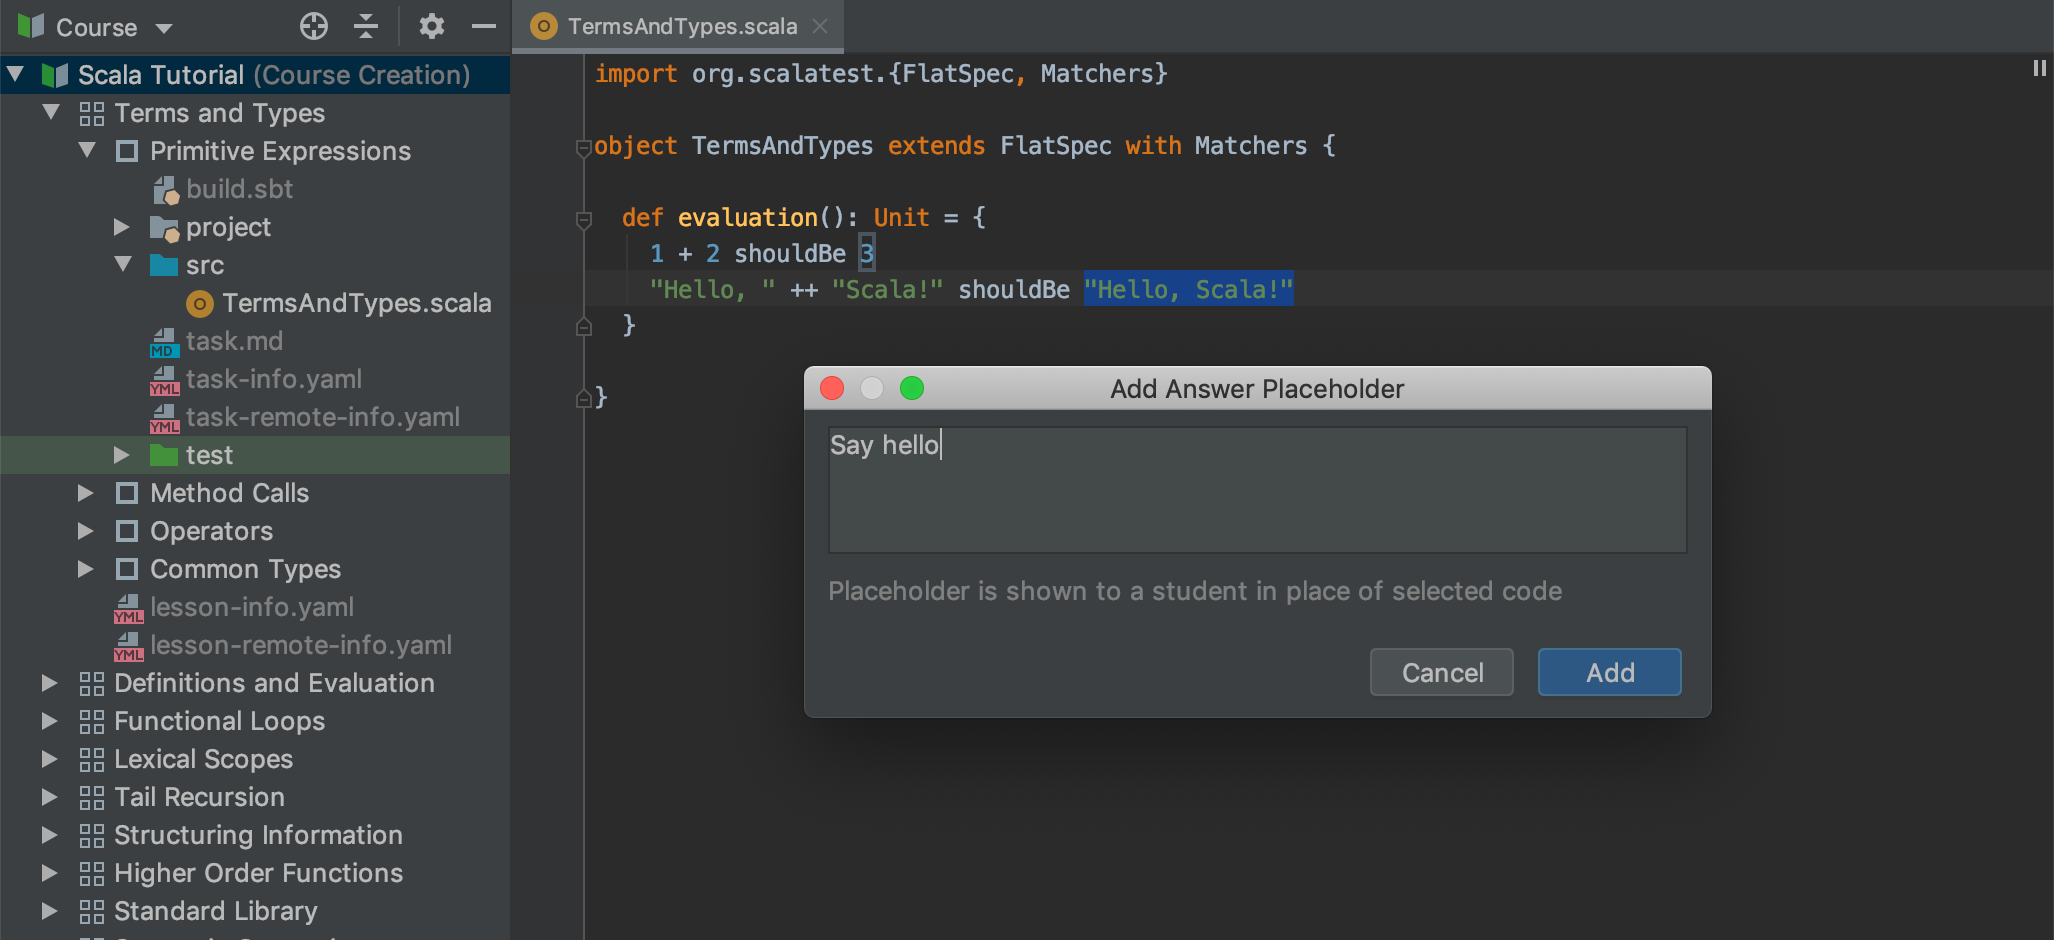 Course
Scala Tutorial (Course Creation)
Terms and Types
Primitive Expressions
build.sbt
project
src
TermsAndTypes.scala
MD task.md
YML task-info.yaml
YML task-remote-info.yaml
test
Method Calls
Operators
Common Types
YML lesson-info.yaml
YML lesson-remote-info.yaml
Definitions and Evaluation
Functional Loops
Lexical Scopes
Tail Recursion
Structuring Information
Higher Order Functions
Standard Library
O TermsAndTypes.scala
import org.scalatest.{FlatSpec, Matchers}
object TermsAndTypes extends FlatSpec with Matchers {
def evaluation(): Unit = {
1 + 2 shouldBe 3
"Hello, " ++ "Scala!" shouldBe "Hello, Scala!"
}
}
Add Answer Placeholder
Say hello
Placeholder is shown to a student in place of selected code
Cancel
Add